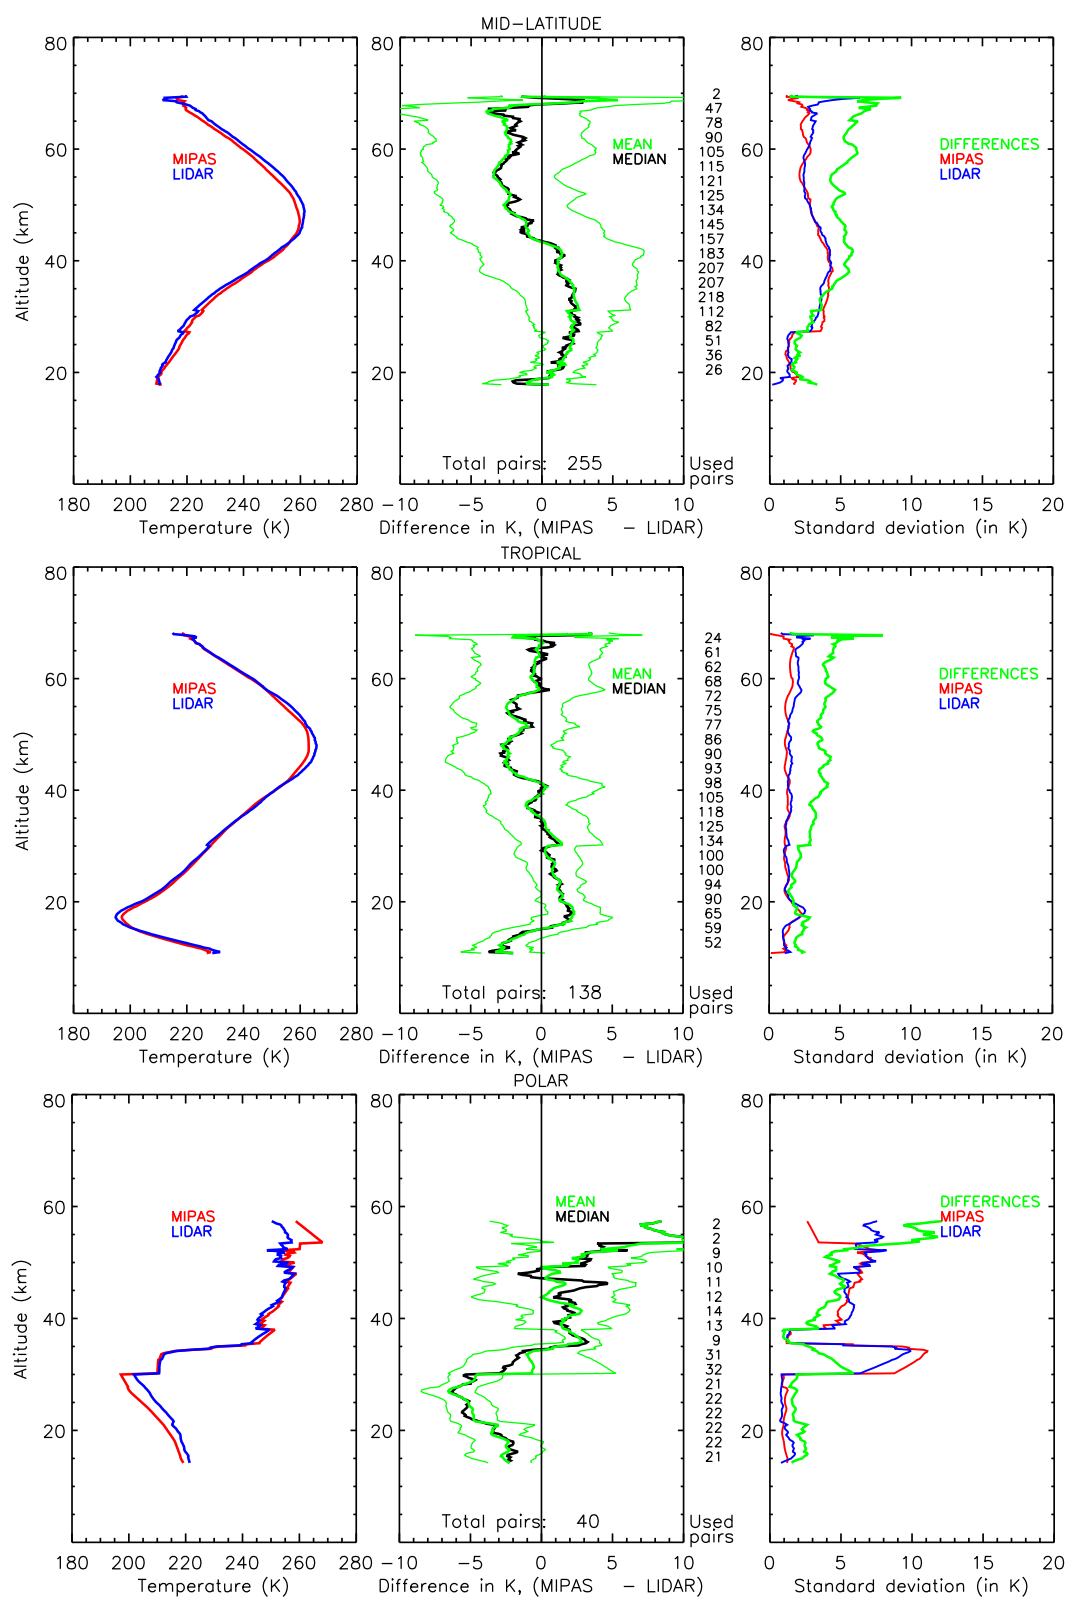 MID-LATITUDE
80
60
40
20
Altitude (km)
MIPAS
LIDAR
180 200 220 240 260 280
Temperature (K)
80
60
40
20
MEAN
MEDIAN
Total pairs: 255
-10 -5 0 5 10
Difference in K, (MIPAS - LIDAR)
2
47
78
90
105
115
121
125
134
145
157
183
207
207
218
112
82
51
36
26
Used
pairs
80
60
40
20
DIFFERENCES
MIPAS
LIDAR
0 5 10 15 20
Standard deviation (in K)
TROPICAL
80
60
40
20
Altitude (km)
MIPAS
LIDAR
180 200 220 240 260 280
Temperature (K)
80
60
40
20
MEAN
MEDIAN
Total pairs: 138
-10 -5 0 5 10
Difference in K, (MIPAS - LIDAR)
24
61
62
68
72
75
77
86
90
93
98
105
118
125
134
100
100
94
90
65
59
52
Used
pairs
80
60
40
20
DIFFERENCES
MIPAS
LIDAR
0 5 10 15 20
Standard deviation (in K)
POLAR
80
60
40
20
Altitude (km)
MIPAS
LIDAR
180 200 220 240 260 280
Temperature (K)
80
60
40
20
MEAN
MEDIAN
Total pairs: 40
-10 -5 0 5 10
Difference in K, (MIPAS - LIDAR)
2
2
9
10
11
12
14
13
9
31
32
21
22
22
22
22
21
Used
pairs
80
60
40
20
DIFFERENCES
MIPAS
LIDAR
0 5 10 15 20
Standard deviation (in K)